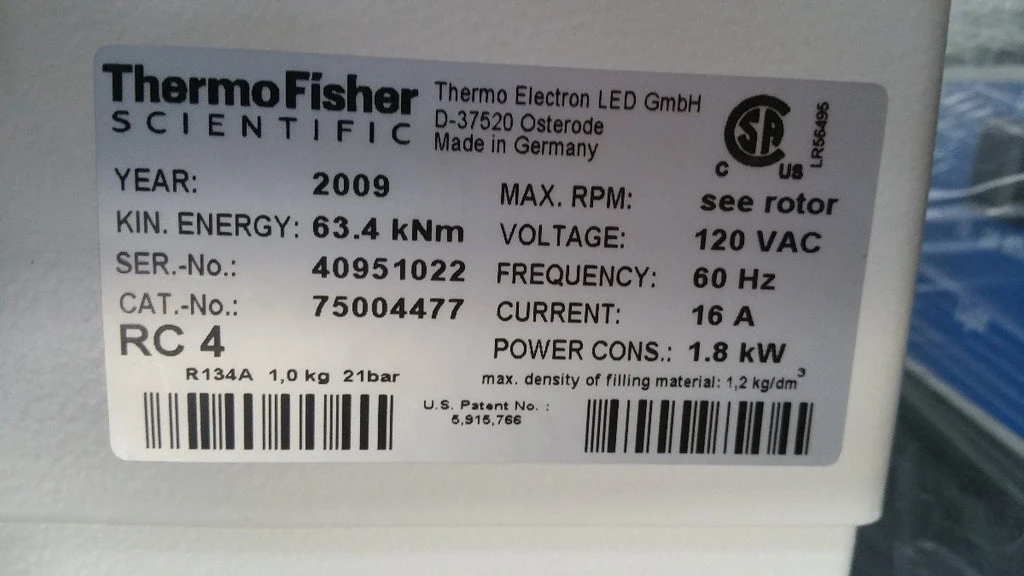 ThermoFisher
SCIENTIFIC
Thermo Electron LED GmbH
D-37520 Osterode
Made in Germany
SA
C US
LR56495
YEAR: 2009
KIN. ENERGY: 63.4 kNm
SER.-No.: 40951022
CAT.-No.: 75004477
RC 4
MAX. RPM: see rotor
VOLTAGE: 120 VAC
FREQUENCY: 60 Hz
CURRENT: 16 A
POWER CONS.: 1.8 kW
R134A 1,0 kg 21bar
max. density of filling material: 1,2 kg/dm³
U.S. Patent No. :
5,915,766